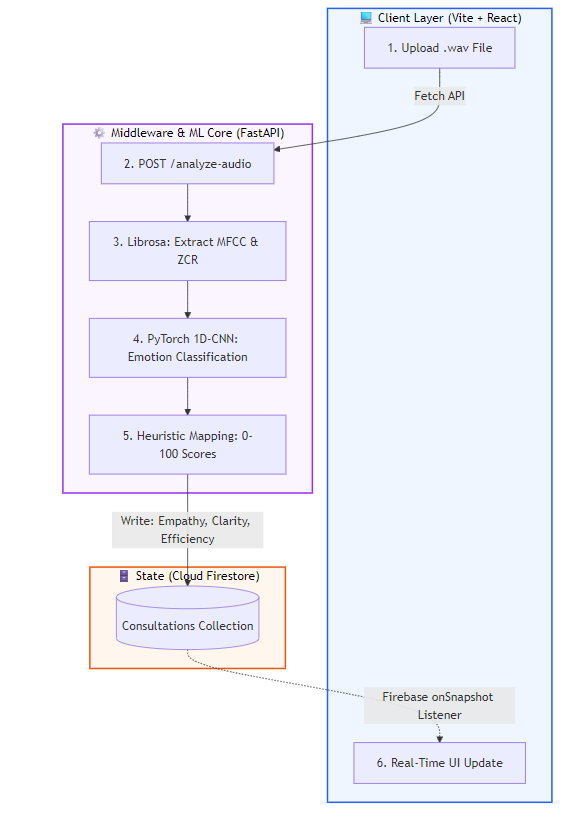 💻 Client Layer (Vite + React)
1. Upload .wav File
Fetch API
⚙️ Middleware & ML Core (FastAPI)
2. POST /analyze-audio
3. Librosa: Extract MFCC &
ZCR
4. PyTorch 1D-CNN:
Emotion Classification
5. Heuristic Mapping: 0-
100 Scores
Write: Empathy, Clarity,
Efficiency
🗄️ State (Cloud Firestore)
Consultations Collection
Firebase onSnapshot
Listener
6. Real-Time UI Update